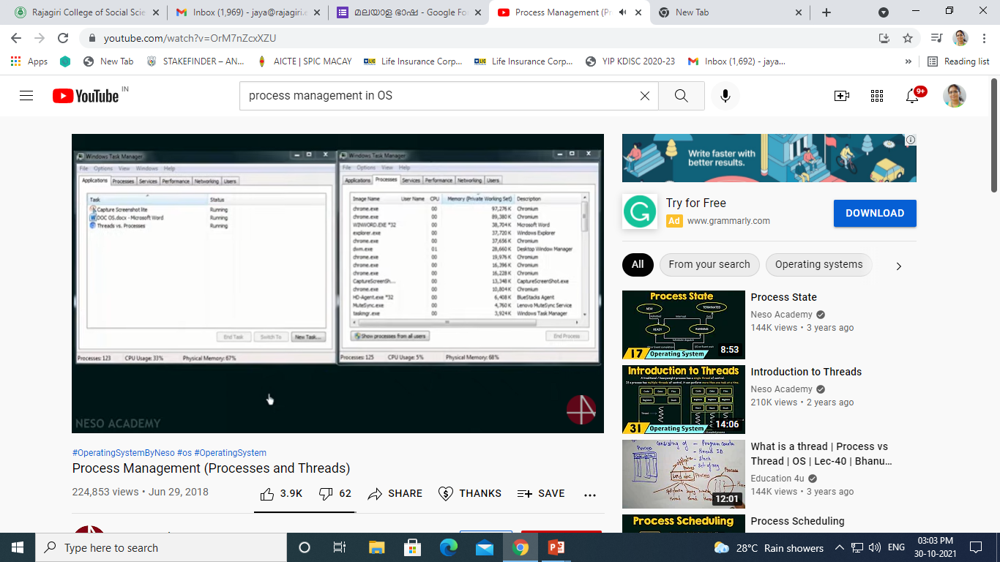 Rajagiri College of Social Scie
Inbox (1,969) - jaya@rajagiri.e
മലയാള ഭാഷ - Google Fo
Process Management (Pr
New Tab
youtube.com/watch?v=OrM7nZcxXZU
Apps
New Tab
STAKEFINDER – AN...
AICTE | SPIC MACAY
Life Insurance Corp...
Life Insurance Corp...
YIP KDISC 2020-23
Inbox (1,692) - jaya...
Reading list
YouTube IN
process management in OS
9+
Windows Task Manager
File Options View Windows Help
Applications Processes Services Performance Networking Users
Task Status
Capture Screenshot lite Running
DOC OS.docx - Microsoft Word Running
Threads vs. Processes Running
End Task Switch To New Task...
Processes: 123 CPU Usage: 33% Physical Memory: 67%
Windows Task Manager
File Options View Help
Applications Processes Services Performance Networking Users
Image Name User Name CPU Memory (Private Working Set) Description
chrome.exe 00 97,276 K Chromium
chrome.exe 00 89,380 K Chromium
WINWORD.EXE *32 00 38,704 K Microsoft Word
explorer.exe 00 37,720 K Windows Explorer
chrome.exe 00 37,656 K Chromium
dwm.exe 01 28,660 K Desktop Window Manager
chrome.exe 00 19,976 K Chromium
chrome.exe 00 16,396 K Chromium
chrome.exe 00 16,228 K Chromium
CaptureScreenSh... 00 13,348 K CaptureScreenShot.exe
chrome.exe 00 10,804 K Chromium
HD-Agent.exe *32 00 6,408 K BlueStacks Agent
MuteSync.exe 00 4,760 K Lenovo MuteSync Service
taskmgr.exe 00 3,924 K Windows Task Manager
Show processes from all users
End Process
Processes: 125 CPU Usage: 5% Physical Memory: 68%
NESO ACADEMY
#OperatingSystemByNeso #os #OperatingSystem
Process Management (Processes and Threads)
224,853 views • Jun 29, 2018
3.9K
62
SHARE
THANKS
SAVE
Write faster with
better results.
Try for Free
Ad www.grammarly.com
DOWNLOAD
All
From your search
Operating systems
Process State
NEW
TERMINATED
READY
RUNNING
17 Operating System
8:53
Process State
Neso Academy
144K views • 3 years ago
Introduction to Threads
31 Operating System
14:06
Introduction to Threads
Neso Academy
210K views • 2 years ago
12:01
What is a thread | Process vs
Thread | OS | Lec-40 | Bhanu...
Education 4u
144K views • 3 years ago
Process Scheduling
Process Scheduling
Type here to search
28°C Rain showers
ENG
03:03 PM
30-10-2021